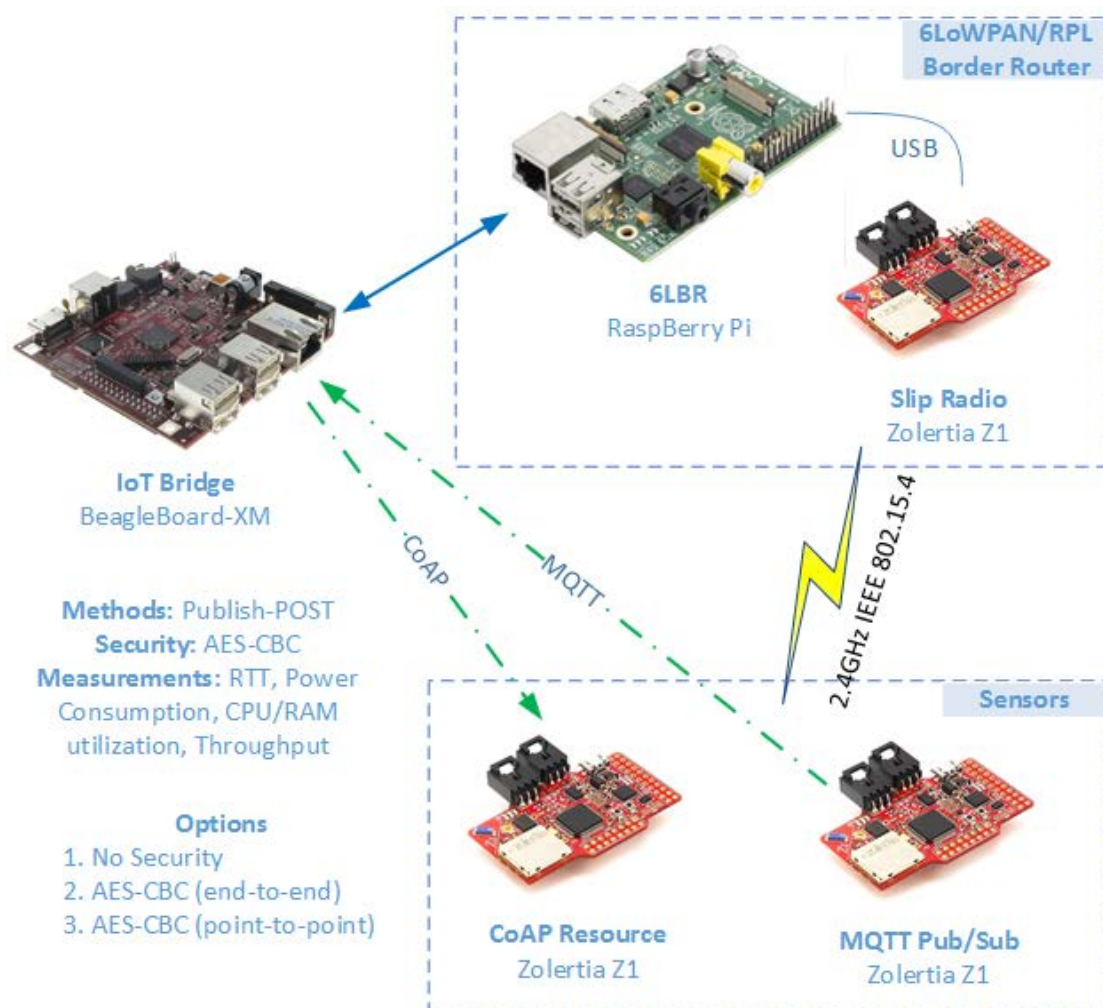 6LoWPAN/RPL
Border Router
USB
6LBR
RaspBerry Pi
Slip Radio
Zolertia Z1
IoT Bridge
BeagleBoard-XM
CoAP
MQTT
2.4GHz IEEE 802.15.4
Methods: Publish-POST
Security: AES-CBC
Measurements: RTT, Power
Consumption, CPU/RAM
utilization, Throughput
Options
1. No Security
2. AES-CBC (end-to-end)
3. AES-CBC (point-to-point)
Sensors
CoAP Resource
Zolertia Z1
MQTT Pub/Sub
Zolertia Z1